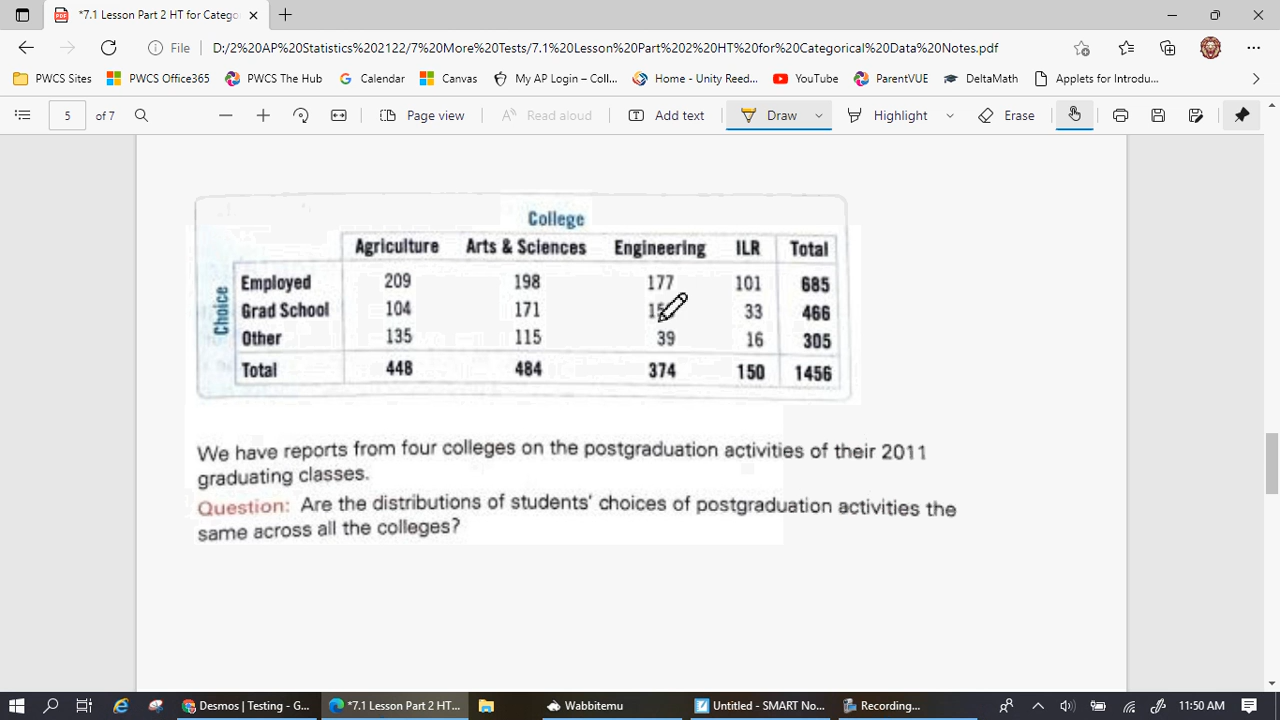 *7.1 Lesson Part 2 HT for Catego
File
D:/2%20AP%20Statistics%202122/7%20More%20Tests/7.1%20Lesson%20Part%202%20HT%20for%20Categorical%20Data%20Notes.pdf
PWCS Sites PWCS Office365 PWCS The Hub Calendar Canvas My AP Login – Coll... Home - Unity Reed... YouTube ParentVUE DeltaMath Applets for Introdu...
5 of 7 Page view Read aloud Add text Draw Highlight Erase
College
Agriculture Arts & Sciences Engineering ILR Total
Choice
Employed 209 198 177 101 685
Grad School 104 171 33 466
Other 135 115 39 16 305
Total 448 484 374 150 1456
We have reports from four colleges on the postgraduation activities of their 2011
graduating classes.
Question: Are the distributions of students' choices of postgraduation activities the
same across all the colleges?
Desmos | Testing - G... *7.1 Lesson Part 2 HT... Wabbitemu Untitled - SMART No... Recording... 11:50 AM